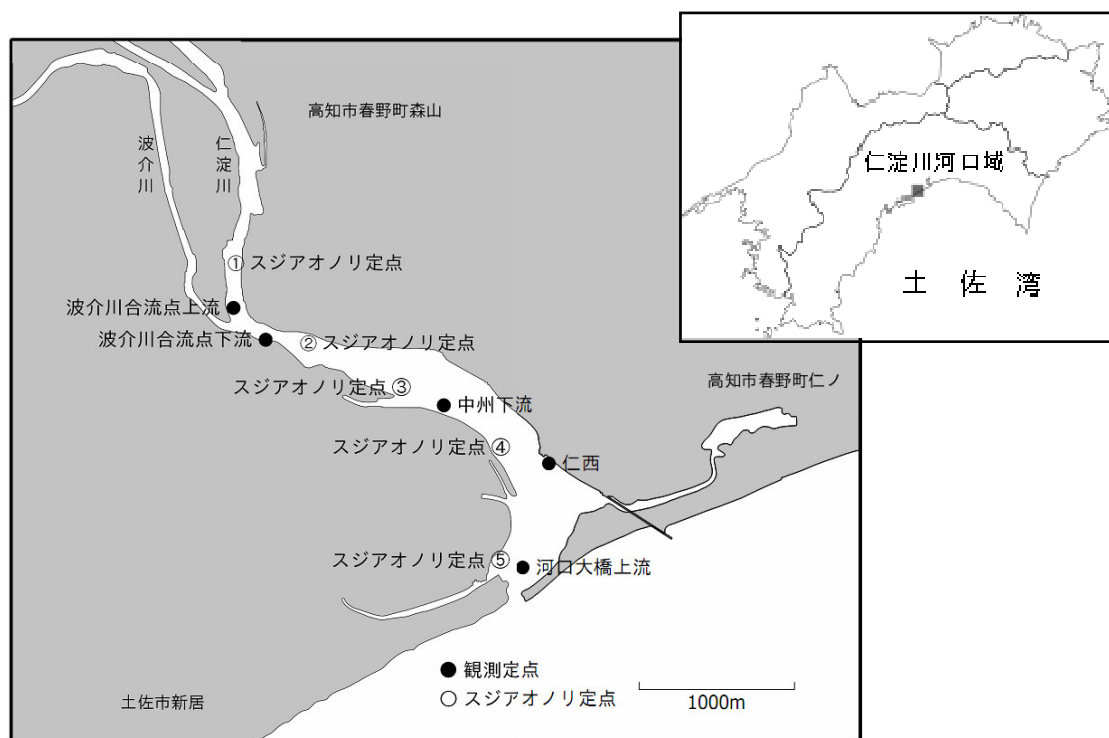 仁淀川河口域
土佐湾
高知市春野町森山
波介川
仁淀川
①スジアオノリ定点
波介川合流点上流
波介川合流点下流
②スジアオノリ定点
スジアオノリ定点③
高知市春野町仁ノ
中州下流
スジアオノリ定点④
仁西
スジアオノリ定点⑤
河口大橋上流
●観測定点
○スジアオノリ定点
1000m
土佐市新居